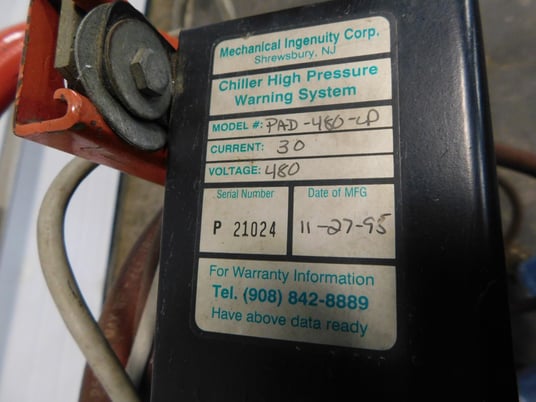 Mechanical Ingenuity Corp.
Shrewsbury, NJ
Chiller High Pressure
Warning System
MODEL #: PAD-480-LP
CURRENT: 30
VOLTAGE: 480
Serial Number
P 21024
Date of MFG
11-27-95
For Warranty Information
Tel. (908) 842-8889
Have above data ready